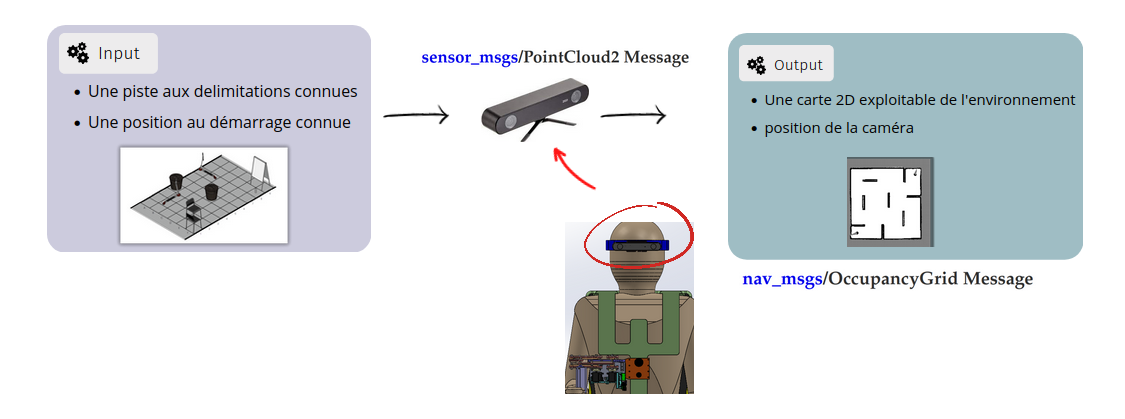 Input
• Une piste aux delimitations connues
• Une position au démarrage connue
sensor_msgs/PointCloud2 Message
Output
• Une carte 2D exploitable de l'environnement
• position de la caméra
nav_msgs/OccupancyGrid Message